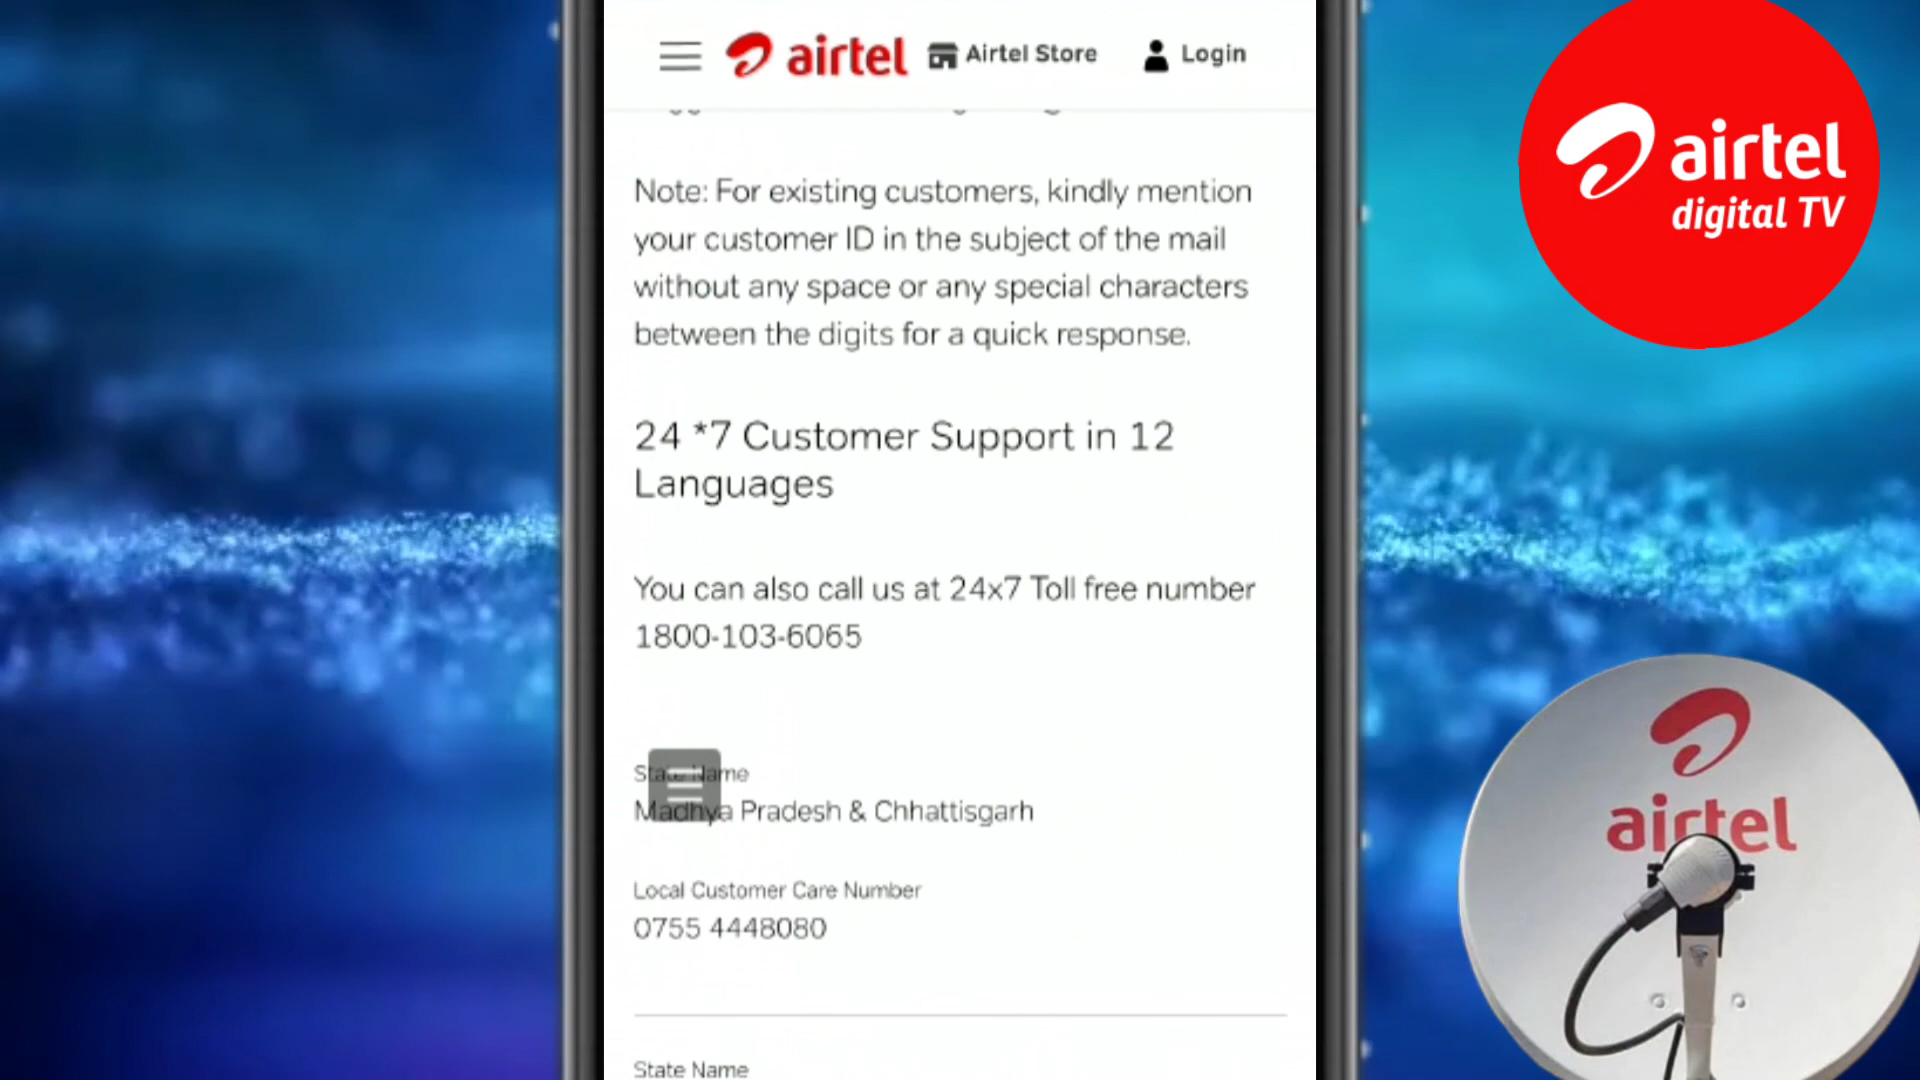 airtel Airtel Store Login
airtel
digital TV
Note: For existing customers, kindly mention
your customer ID in the subject of the mail
without any space or any special characters
between the digits for a quick response.
24 *7 Customer Support in 12
Languages
You can also call us at 24x7 Toll free number
1800-103-6065
State Name
Madhya Pradesh & Chhattisgarh
Local Customer Care Number
0755 4448080
State Name
airtel